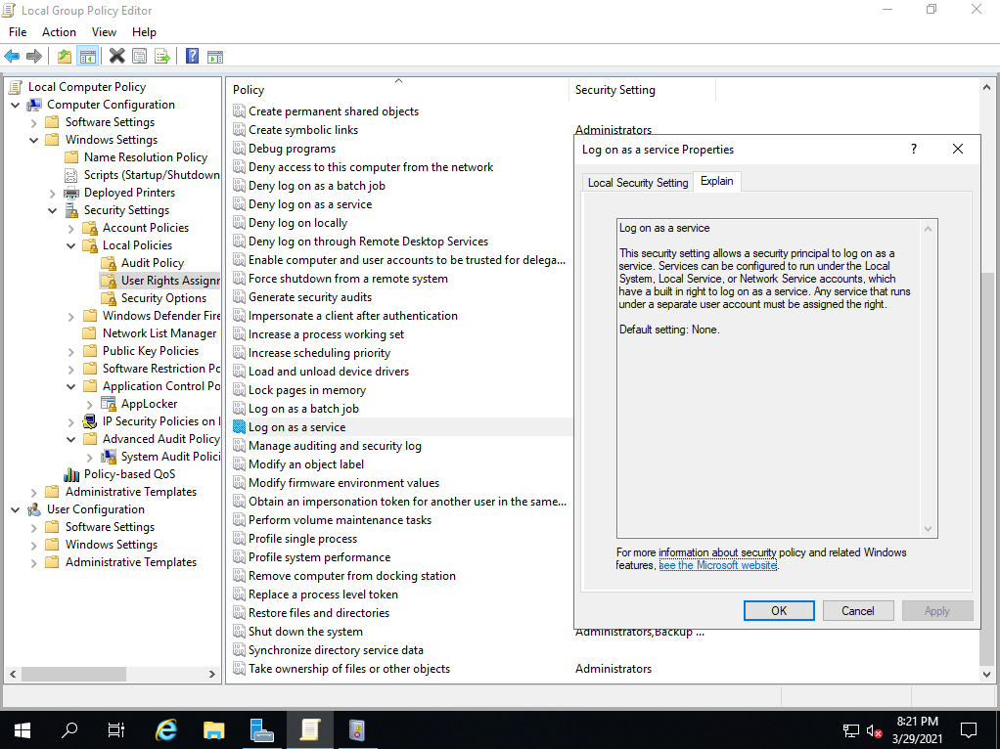 Local Group Policy Editor
File Action View Help
Local Computer Policy
Computer Configuration
Software Settings
Windows Settings
Name Resolution Policy
Scripts (Startup/Shutdown
Deployed Printers
Security Settings
Account Policies
Local Policies
Audit Policy
User Rights Assignr
Security Options
Windows Defender Fire
Network List Manager
Public Key Policies
Software Restriction Po
Application Control Po
AppLocker
IP Security Policies on
Advanced Audit Policy
System Audit Polici
Policy-based QoS
Administrative Templates
User Configuration
Software Settings
Windows Settings
Administrative Templates
Policy Security Setting
Create permanent shared objects
Create symbolic links Administrators
Debug programs
Deny access to this computer from the network
Deny log on as a batch job
Deny log on as a service
Deny log on locally
Deny log on through Remote Desktop Services
Enable computer and user accounts to be trusted for delega...
Force shutdown from a remote system
Generate security audits
Impersonate a client after authentication
Increase a process working set
Increase scheduling priority
Load and unload device drivers
Lock pages in memory
Log on as a batch job
Log on as a service
Manage auditing and security log
Modify an object label
Modify firmware environment values
Obtain an impersonation token for another user in the same...
Perform volume maintenance tasks
Profile single process
Profile system performance
Remove computer from docking station
Replace a process level token
Restore files and directories
Shut down the system Administrators,Backup ...
Synchronize directory service data
Take ownership of files or other objects Administrators
Log on as a service Properties ?
Local Security Setting Explain
Log on as a service
This security setting allows a security principal to log on as a
service. Services can be configured to run under the Local
System, Local Service, or Network Service accounts, which
have a built in right to log on as a service. Any service that runs
under a separate user account must be assigned the right.
Default setting: None.
For more information about security policy and related Windows
features, see the Microsoft website.
OK Cancel Apply
8:21 PM
3/29/2021